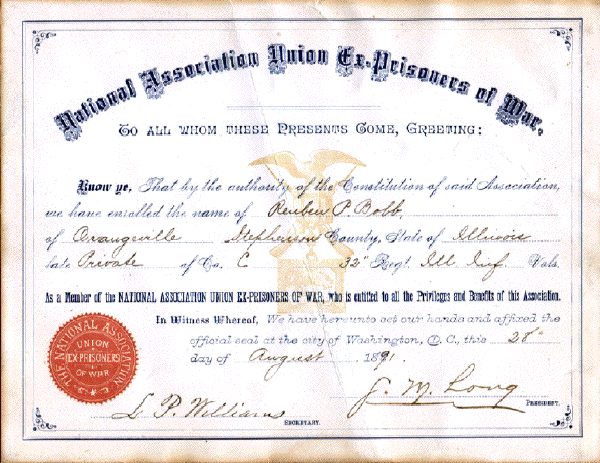 National Association Union Ex-Prisoners of War.
TO ALL WHOM THESE PRESENTS COME, GREETING:
Know ye, That by the authority of the Constitution of said Association,
we have enrolled the name of Reuben P. Bobb
of Orangville Stephenson County, State of Illinois
late Private of Co. C 32" Regt. Ill Inf Vols.
As a Member of the NATIONAL ASSOCIATION UNION EX-PRISONERS OF WAR, who is entitled to all the Privileges and Benefits of this Association.
In Witness Whereof, We have hereunto set our hands and affixed the
official seal at the city of Washington, D.C., this 28"
day of August 1891.
THE NATIONAL ASSOCIATION
UNION
EX-PRISONERS
OF WAR
J. M. Long
PRESIDENT.
L. P. Williams
SECRETARY.